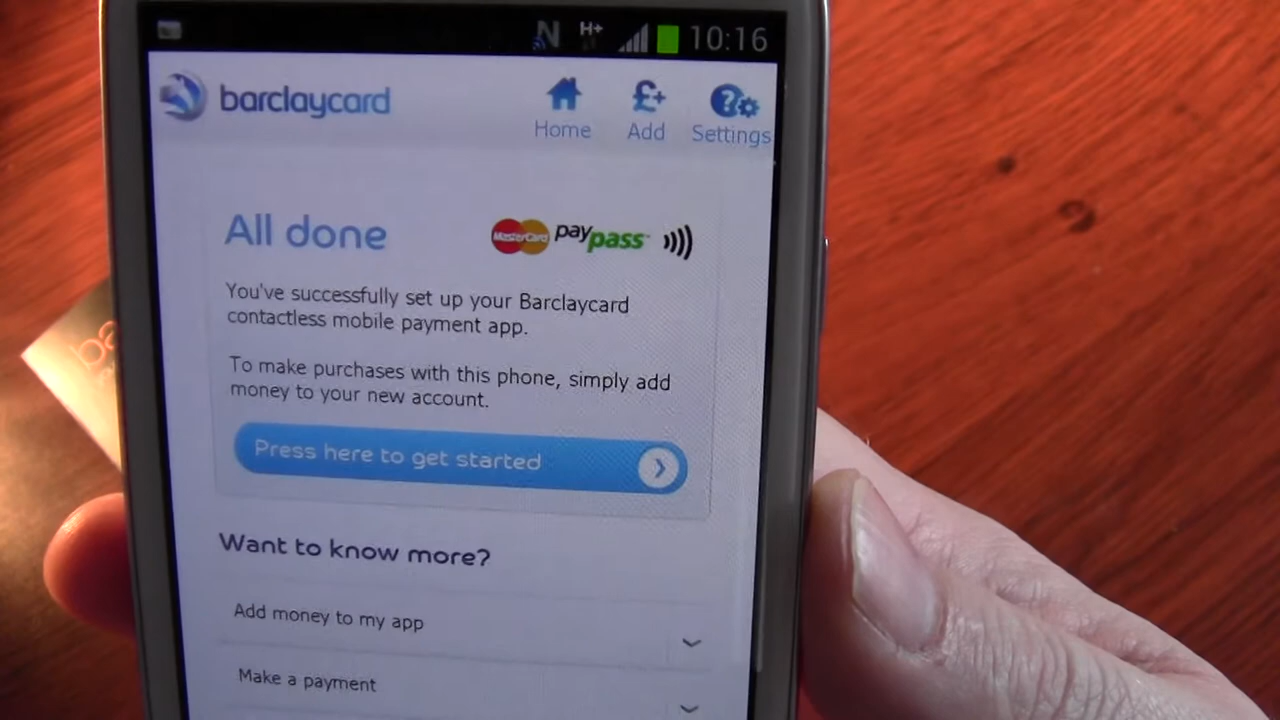 N H+ 10:16
barclaycard
Home £+ Add ? Settings
All done
MasterCard paypass
You've successfully set up your Barclaycard
contactless mobile payment app.
To make purchases with this phone, simply add
money to your new account.
Press here to get started
Want to know more?
Add money to my app
Make a payment
ba